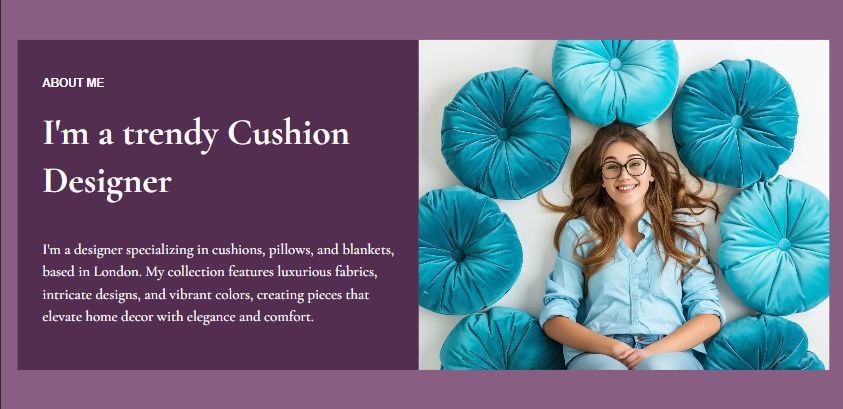 ABOUT ME
I'm a trendy Cushion
Designer
I'm a designer specializing in cushions, pillows, and blankets,
based in London. My collection features luxurious fabrics,
intricate designs, and vibrant colors, creating pieces that
elevate home decor with elegance and comfort.